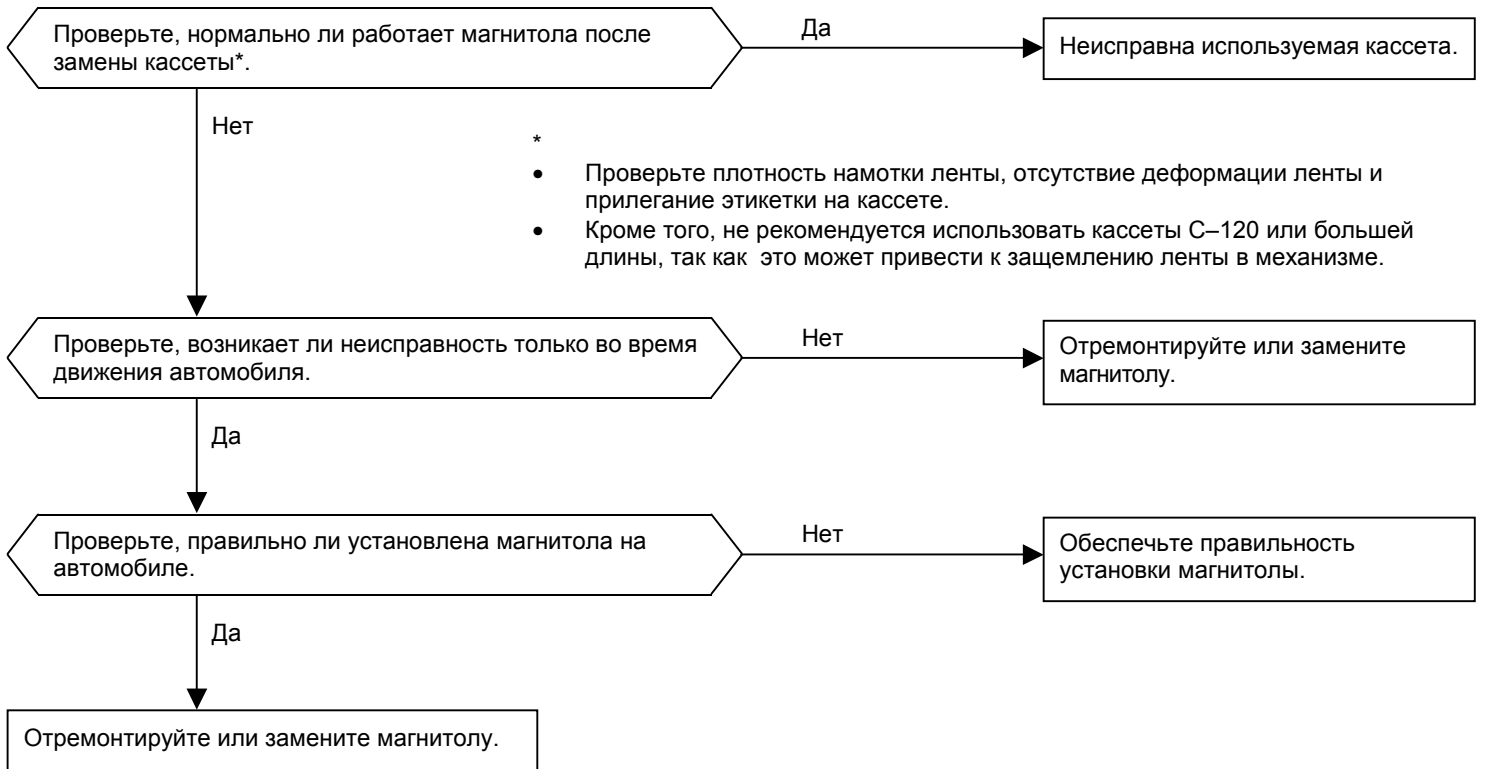 Проверьте, нормально ли работает магнитола после
замены кассеты*.
Да
Неисправна используемая кассета.
Нет
*
• Проверьте плотность намотки ленты, отсутствие деформации ленты и
прилегание этикетки на кассете.
• Кроме того, не рекомендуется использовать кассеты С–120 или большей
длины, так как это может привести к защемлению ленты в механизме.
Проверьте, возникает ли неисправность только во время
движения автомобиля.
Нет
Отремонтируйте или замените
магнитолу.
Да
Проверьте, правильно ли установлена магнитола на
автомобиле.
Нет
Обеспечьте правильность
установки магнитолы.
Да
Отремонтируйте или замените магнитолу.